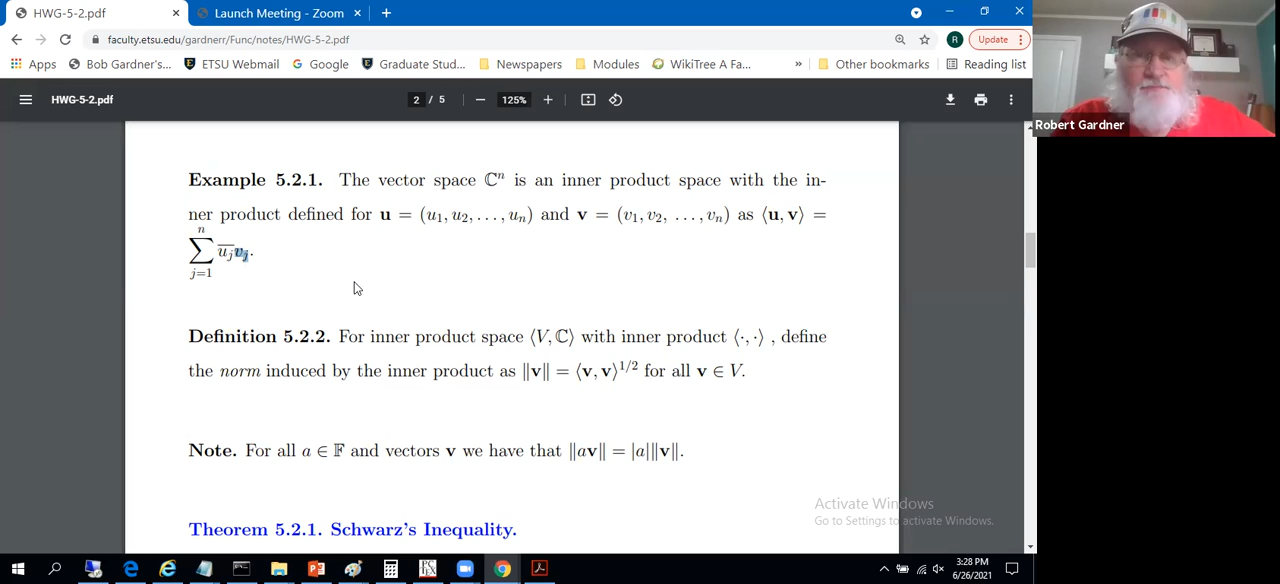 HWG-5-2.pdf
Launch Meeting - Zoom
faculty.etsu.edu/gardnerr/Func/notes/HWG-5-2.pdf
R
Update
Apps
Bob Gardner's...
ETSU Webmail
Google
Graduate Stud...
Newspapers
Modules
WikiTree A Fa...
»
Other bookmarks
Reading list
HWG-5-2.pdf
2 / 5
125%
Robert Gardner
Example 5.2.1. The vector space ℂⁿ is an inner product space with the in-
ner product defined for u = (u₁, u₂, . . . , uₙ) and v = (v₁, v₂, . . . , vₙ) as ⟨u, v⟩ =
n
∑ u̅ⱼvⱼ.
j=1
Definition 5.2.2. For inner product space ⟨V, ℂ⟩ with inner product ⟨·, ·⟩ , define
the norm induced by the inner product as ‖v‖ = ⟨v, v⟩^{1/2} for all v ∈ V.
Note. For all a ∈ 𝔽 and vectors v we have that ‖av‖ = |a|‖v‖.
Activate Windows
Go to Settings to activate Windows.
Theorem 5.2.1. Schwarz's Inequality.
3:28 PM
6/26/2021